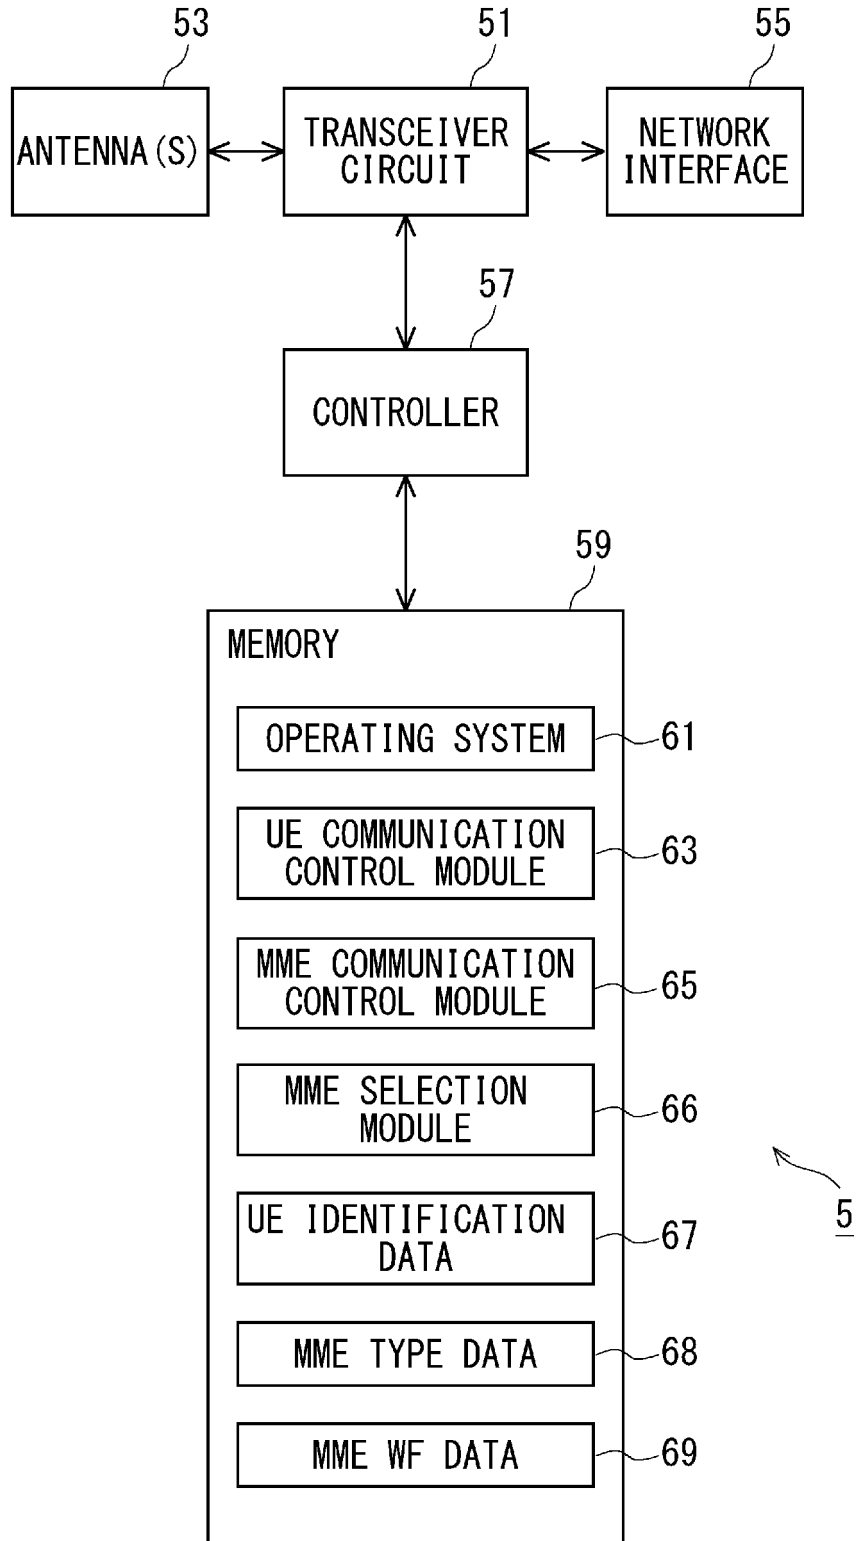 53
51
55
ANTENNA(S)
TRANSCEIVER
CIRCUIT
NETWORK
INTERFACE
57
CONTROLLER
59
MEMORY
OPERATING SYSTEM
61
UE COMMUNICATION
CONTROL MODULE
63
MME COMMUNICATION
CONTROL MODULE
65
MME SELECTION
MODULE
66
UE IDENTIFICATION
DATA
67
5
MME TYPE DATA
68
MME WF DATA
69